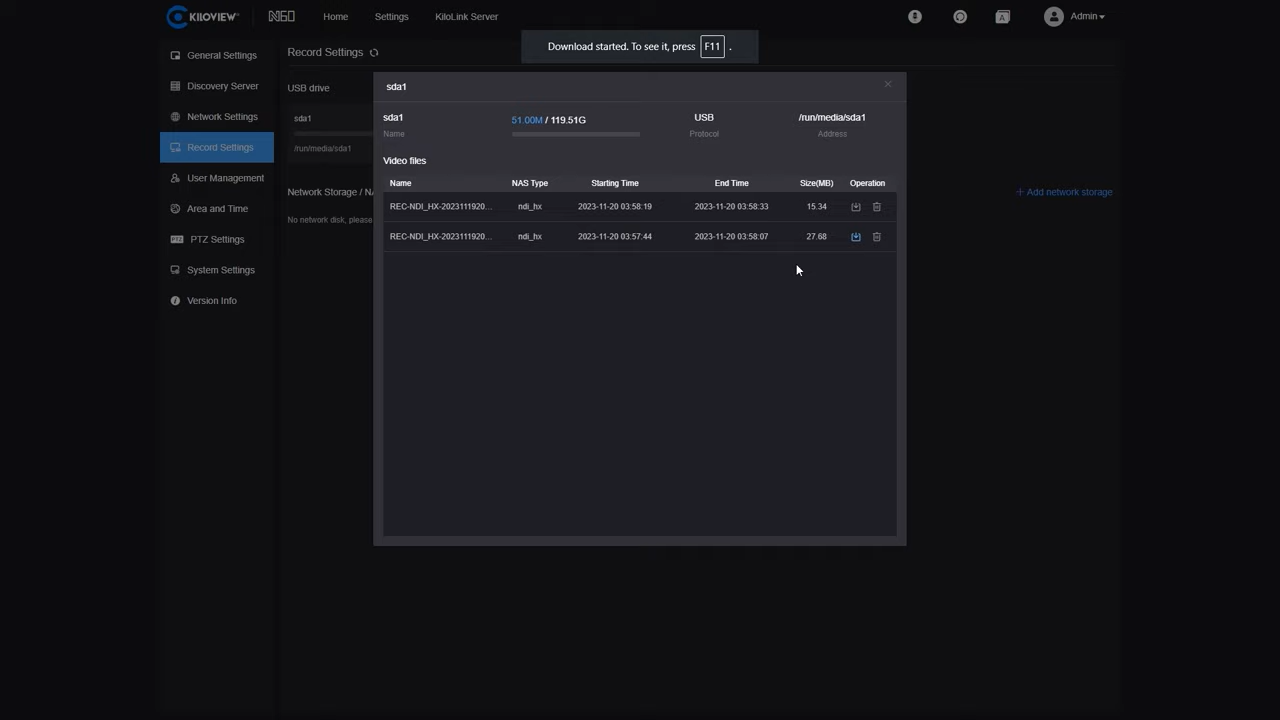 KILOVIEW® N60 Home Settings KiloLink Server A Admin
Download started. To see it, press F11 .
General Settings
Discovery Server
Network Settings
Record Settings
User Management
Area and Time
PTZ PTZ Settings
System Settings
Version Info
Record Settings
USB drive
sda1
/run/media/sda1
Network Storage / NA
No network disk, please
+ Add network storage
sda1
sda1 51.00M / 119.51G USB /run/media/sda1
Name Protocol Address
Video files
Name NAS Type Starting Time End Time Size(MB) Operation
REC-NDI_HX-2023111920... ndi_hx 2023-11-20 03:58:19 2023-11-20 03:58:33 15.34
REC-NDI_HX-2023111920... ndi_hx 2023-11-20 03:57:44 2023-11-20 03:58:07 27.68